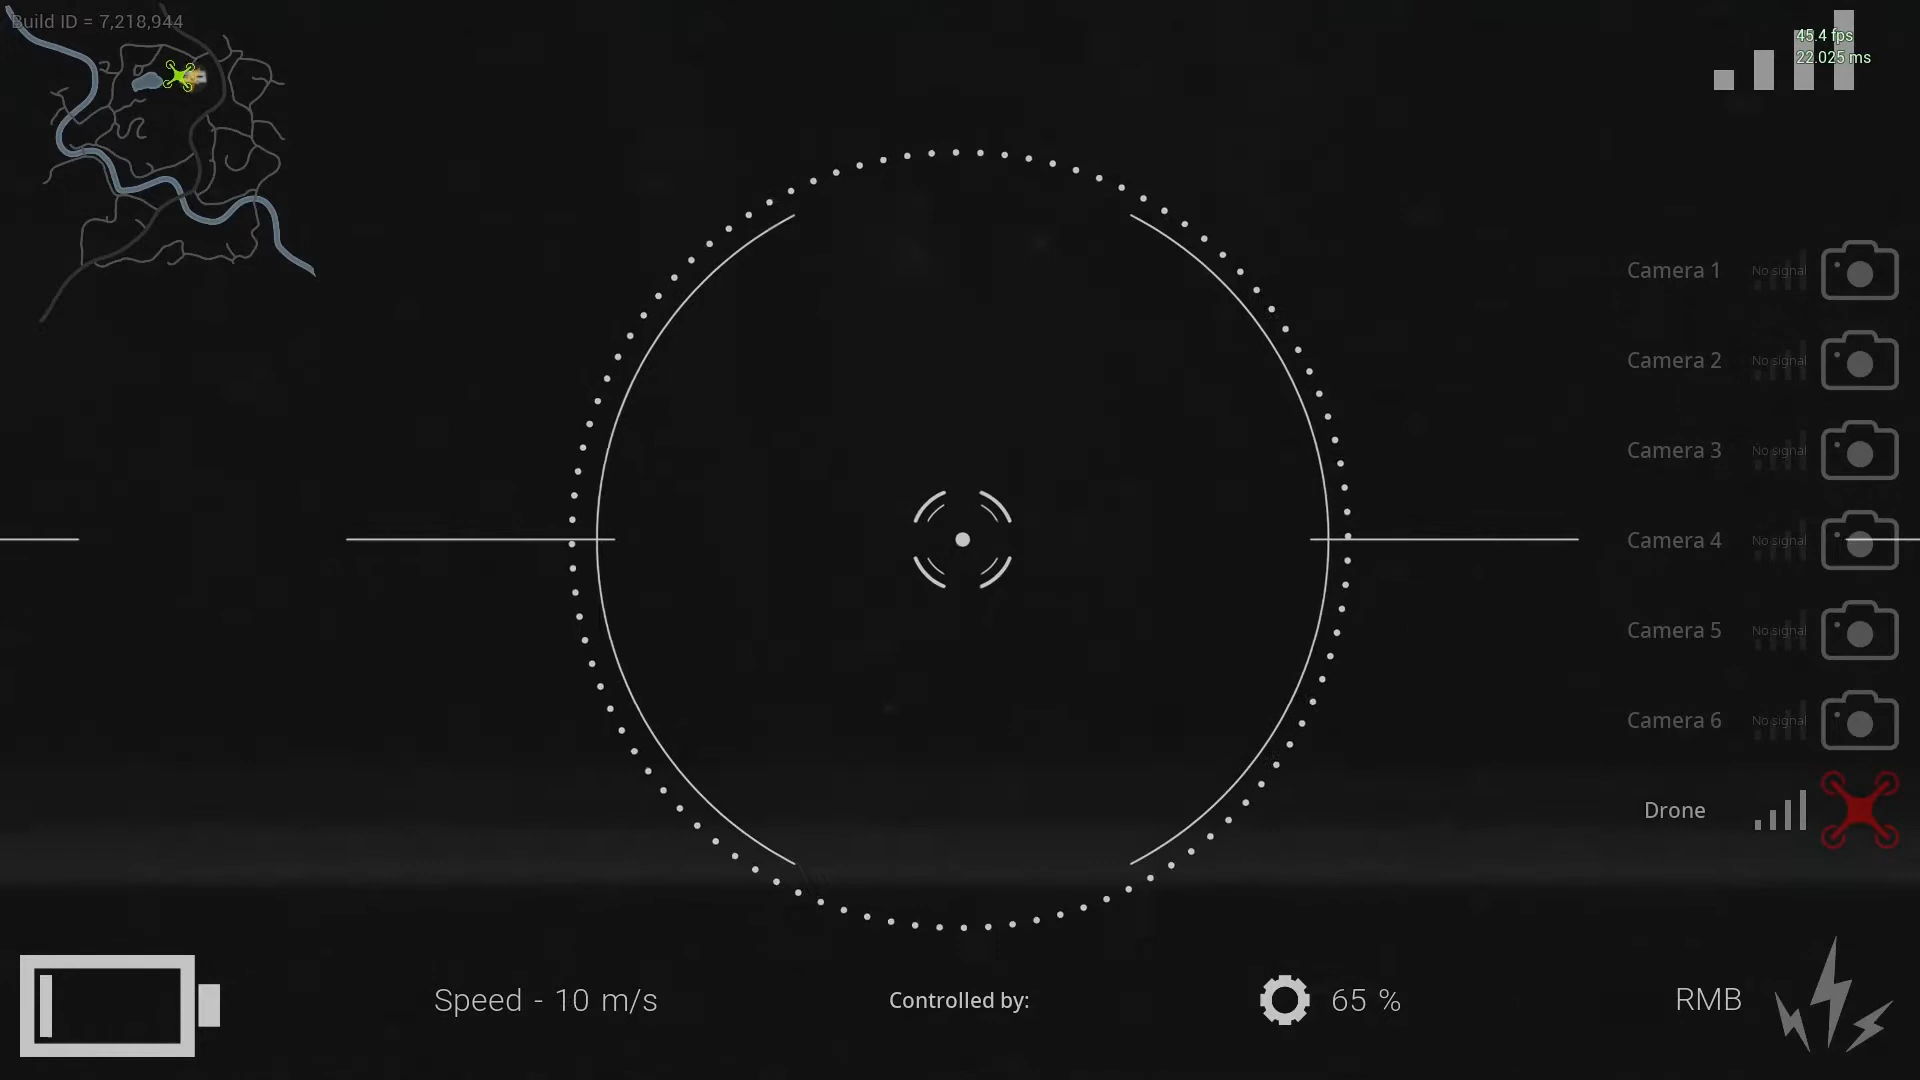 Build ID = 7,218,944
45.4 fps
22.025 ms
Camera 1 No signal
Camera 2 No signal
Camera 3 No signal
Camera 4 No signal
Camera 5 No signal
Camera 6 No signal
Drone
Speed - 10 m/s
Controlled by:
65 %
RMB